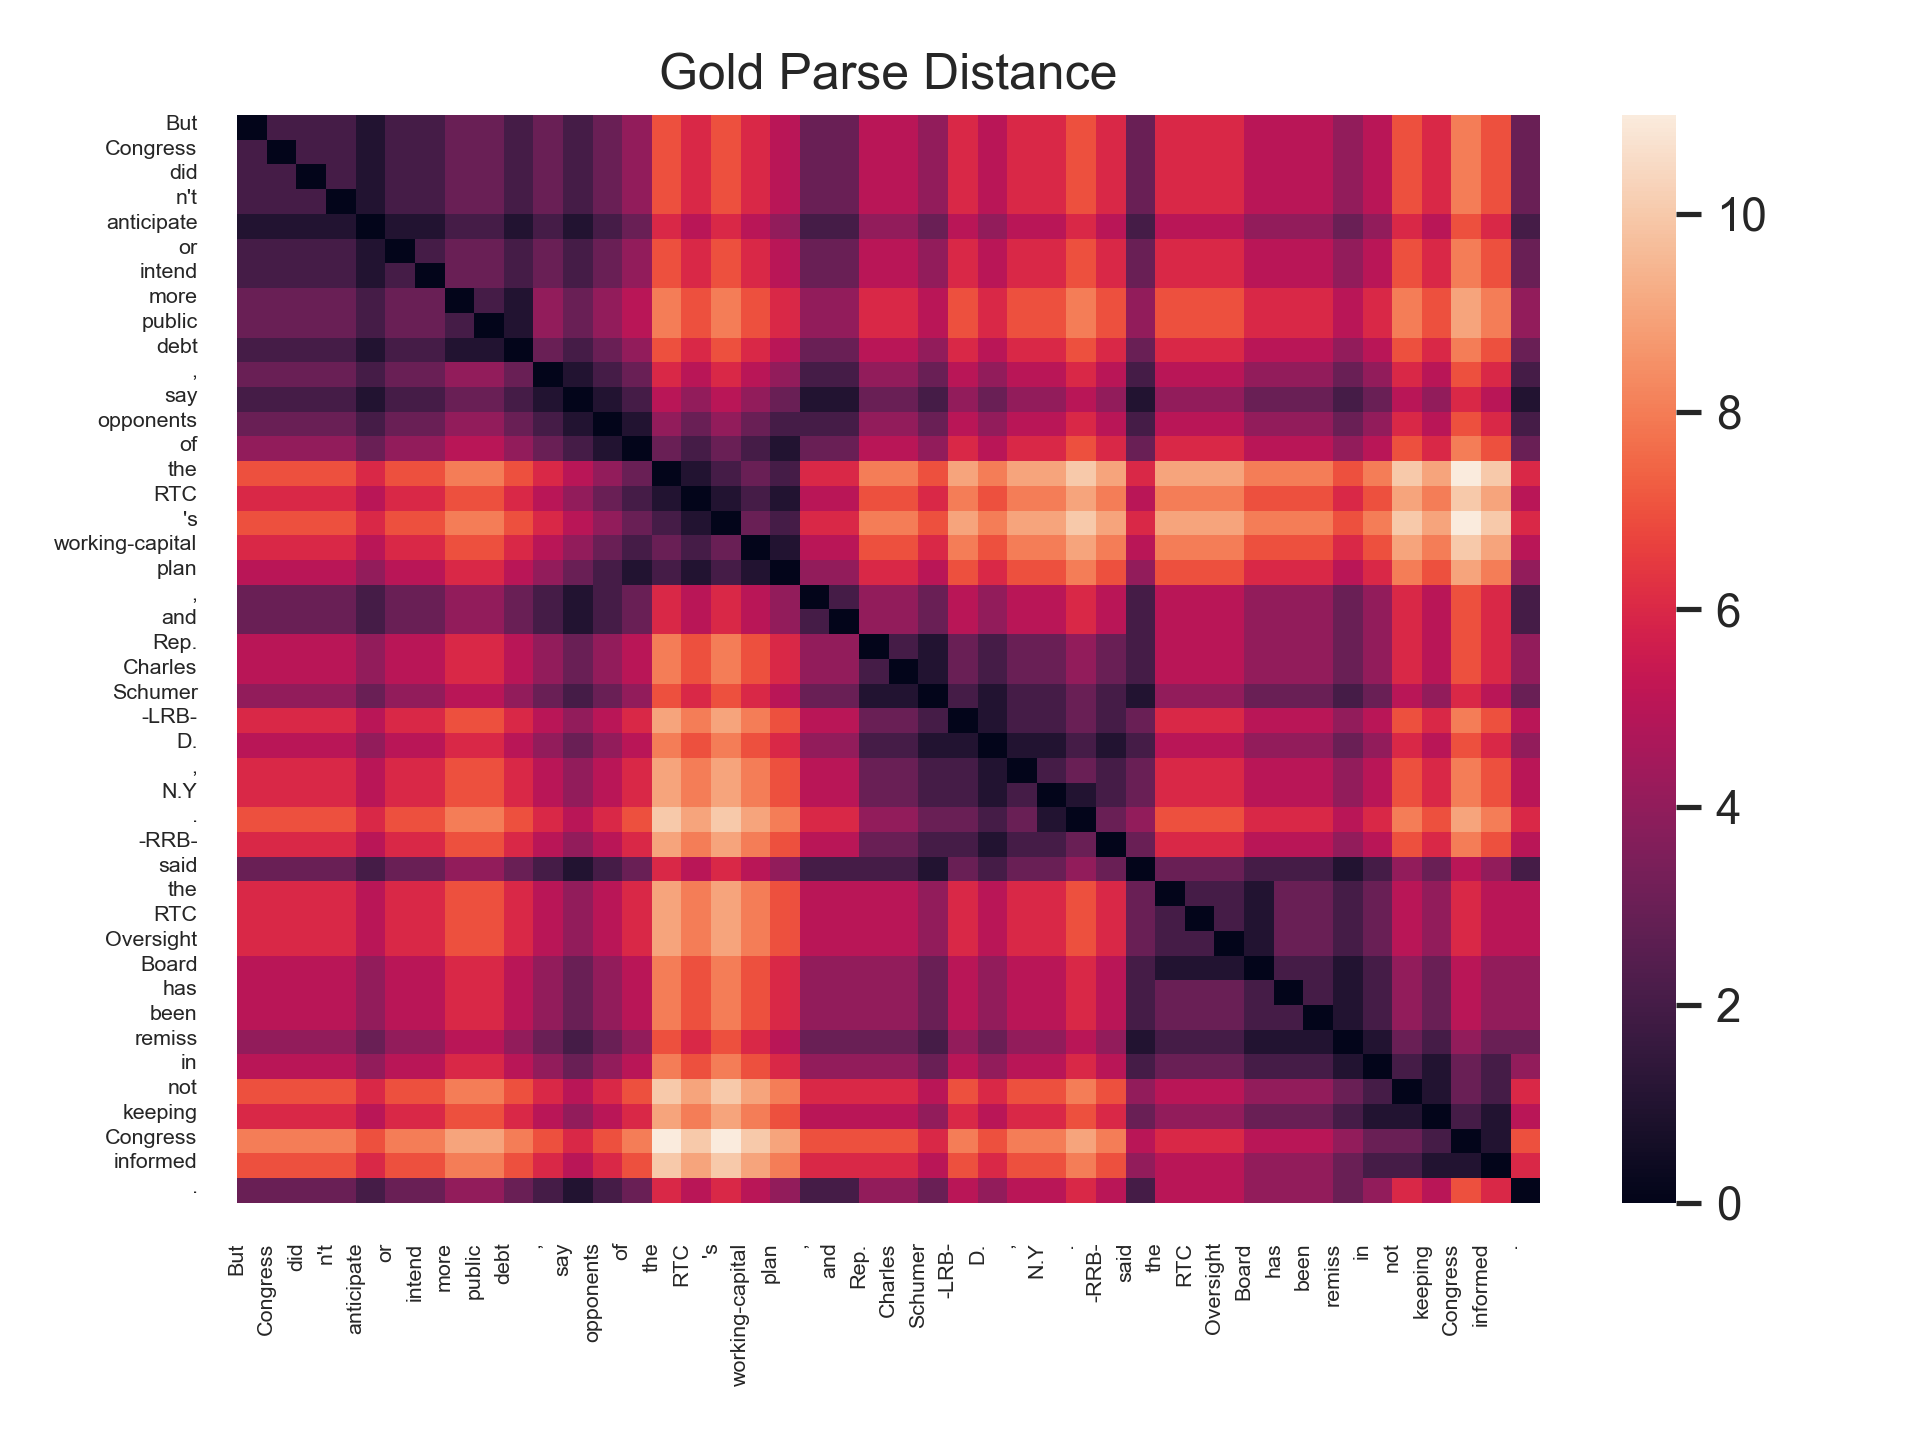 Gold Parse Distance
But
Congress
did
n't
anticipate
or
intend
more
public
debt
,
say
opponents
of
the
RTC
's
working-capital
plan
,
and
Rep.
Charles
Schumer
-LRB-
D.
,
N.Y
.
-RRB-
said
the
RTC
Oversight
Board
has
been
remiss
in
not
keeping
Congress
informed
.
10
8
6
4
2
0
But
Congress
did
n't
anticipate
or
intend
more
public
debt
,
say
opponents
of
the
RTC
's
working-capital
plan
,
and
Rep.
Charles
Schumer
-LRB-
D.
,
N.Y
.
-RRB-
said
the
RTC
Oversight
Board
has
been
remiss
in
not
keeping
Congress
informed
.